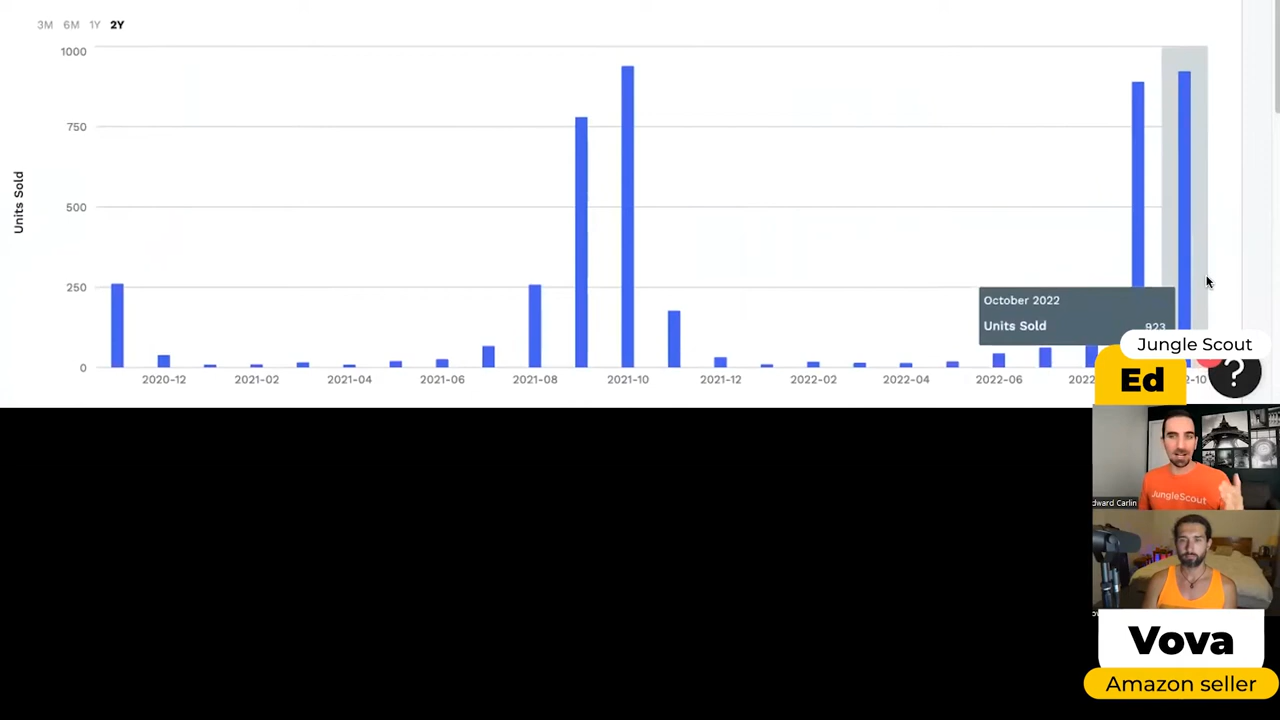 3M 6M 1Y 2Y
1000
750
500
250
0
Units Sold
2020-12 2021-02 2021-04 2021-06 2021-08 2021-10 2021-12 2022-02 2022-04 2022-06
October 2022
Units Sold 923
Jungle Scout
?
Ed
JungleScout
dward Carlin
Vova
Amazon seller